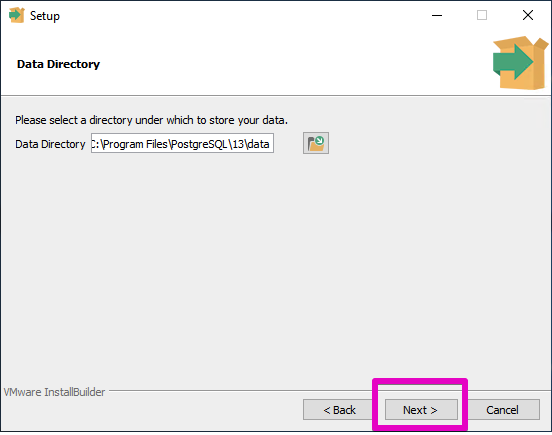 Setup
Data Directory
Please select a directory under which to store your data.
Data Directory C:\Program Files\PostgreSQL\13\data
VMware InstallBuilder
< Back Next > Cancel